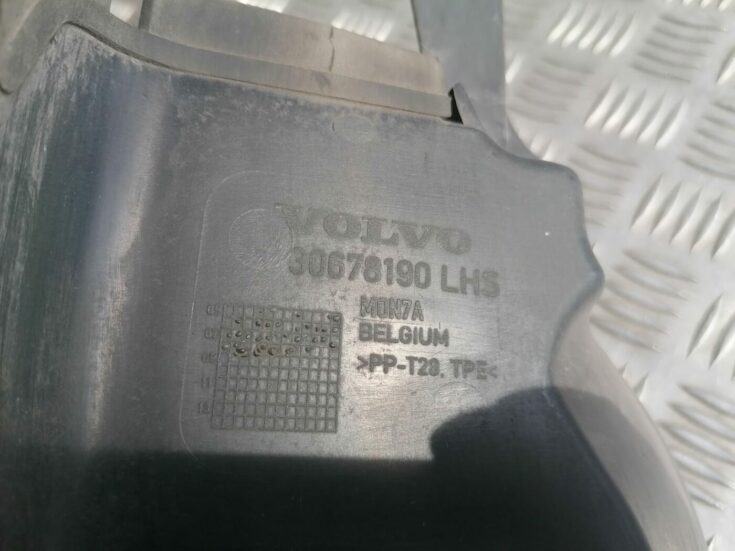 VOLVO
30678190 LHS
MON7A
BELGIUM
>PP-T20, TPE<